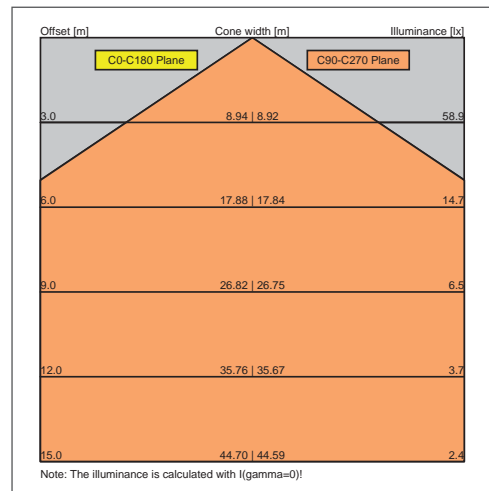 Offset [m] Cone width [m] Illuminance [lx]
C0-C180 Plane C90-C270 Plane
3.0 8.94 | 8.92 58.9
6.0 17.88 | 17.84 14.7
9.0 26.82 | 26.75 6.5
12.0 35.76 | 35.67 3.7
15.0 44.70 | 44.59 2.4
Note: The illuminance is calculated with I(gamma=0)!